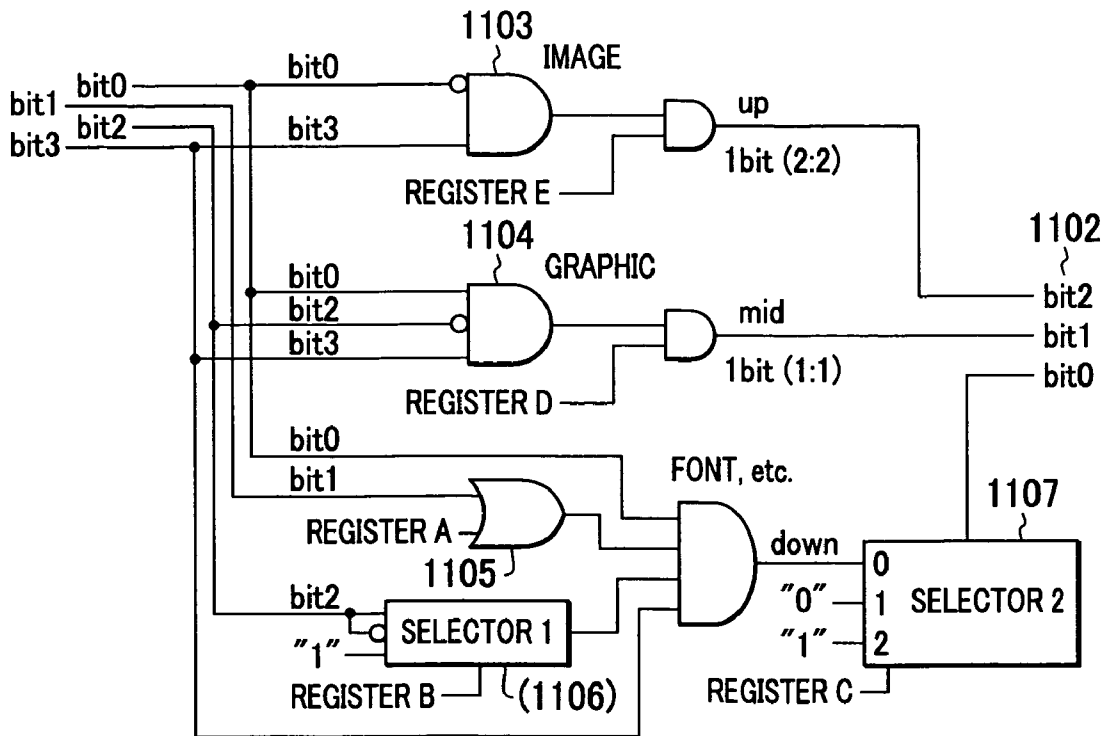 1103
IMAGE
bit0
bit0
bit1
bit2
bit3
bit3
up
1bit (2:2)
REGISTER E
1104
GRAPHIC
1102
bit0
bit2
bit3
mid
1bit (1:1)
REGISTER D
bit2
bit1
bit0
bit0
bit1
FONT, etc.
REGISTER A
1105
1107
down
0
"0"
1
"1"
2
SELECTOR 2
REGISTER C
bit2
SELECTOR 1
"1"
REGISTER B
(1106)